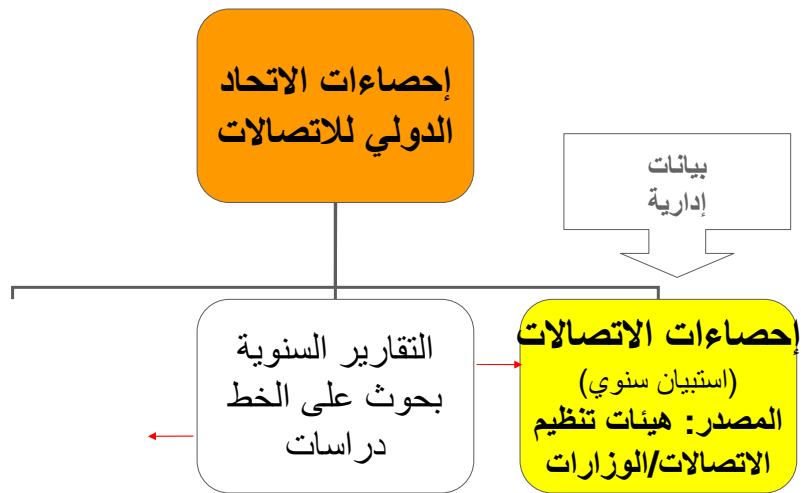 إحصاءات الاتحاد
الدولي للاتصالات
بيانات
إدارية
إحصاءات الاتصالات
(استبيان سنوي)
المصدر: هيئات تنظيم
الاتصالات/الوزارات
التقارير السنوية
بحوث على الخط
دراسات